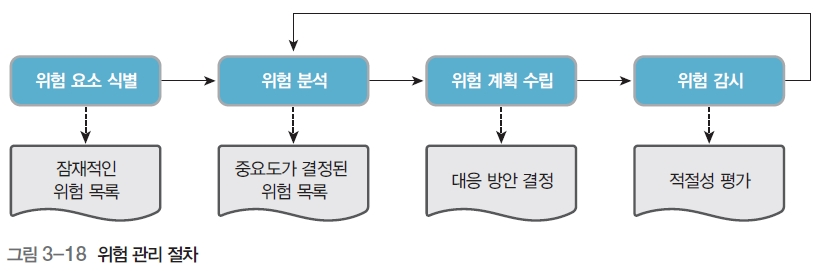 위험 요소 식별
위험 분석
위험 계획 수립
위험 감시
잠재적인
위험 목록
중요도가 결정된
위험 목록
대응 방안 결정
적절성 평가
그림 3-18 위험 관리 절차